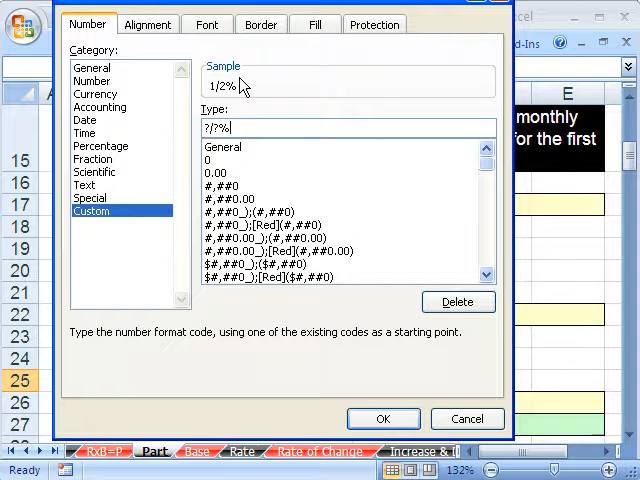 Excel
Number Alignment Font Border Fill Protection
d-Ins
Category:
General
Number
Currency
Accounting
Date
Time
Percentage
Fraction
Scientific
Text
Special
Custom
Sample
1/2%
Type:
?/?%
General
0
0.00
#,##0
#,##0.00
#,##0_);(#,##0)
#,##0_);[Red](#,##0)
#,##0.00_);(#,##0.00)
#,##0.00_);[Red](#,##0.00)
$#,##0_);($#,##0)
$#,##0_);[Red]($#,##0)
Delete
Type the number format code, using one of the existing codes as a starting point.
OK Cancel
E
monthly
for the first
15
16
17
18
19
20
21
22
23
24
25
26
27
RxB=P Part Base Rate Rate of Change Increase &
Ready 132%